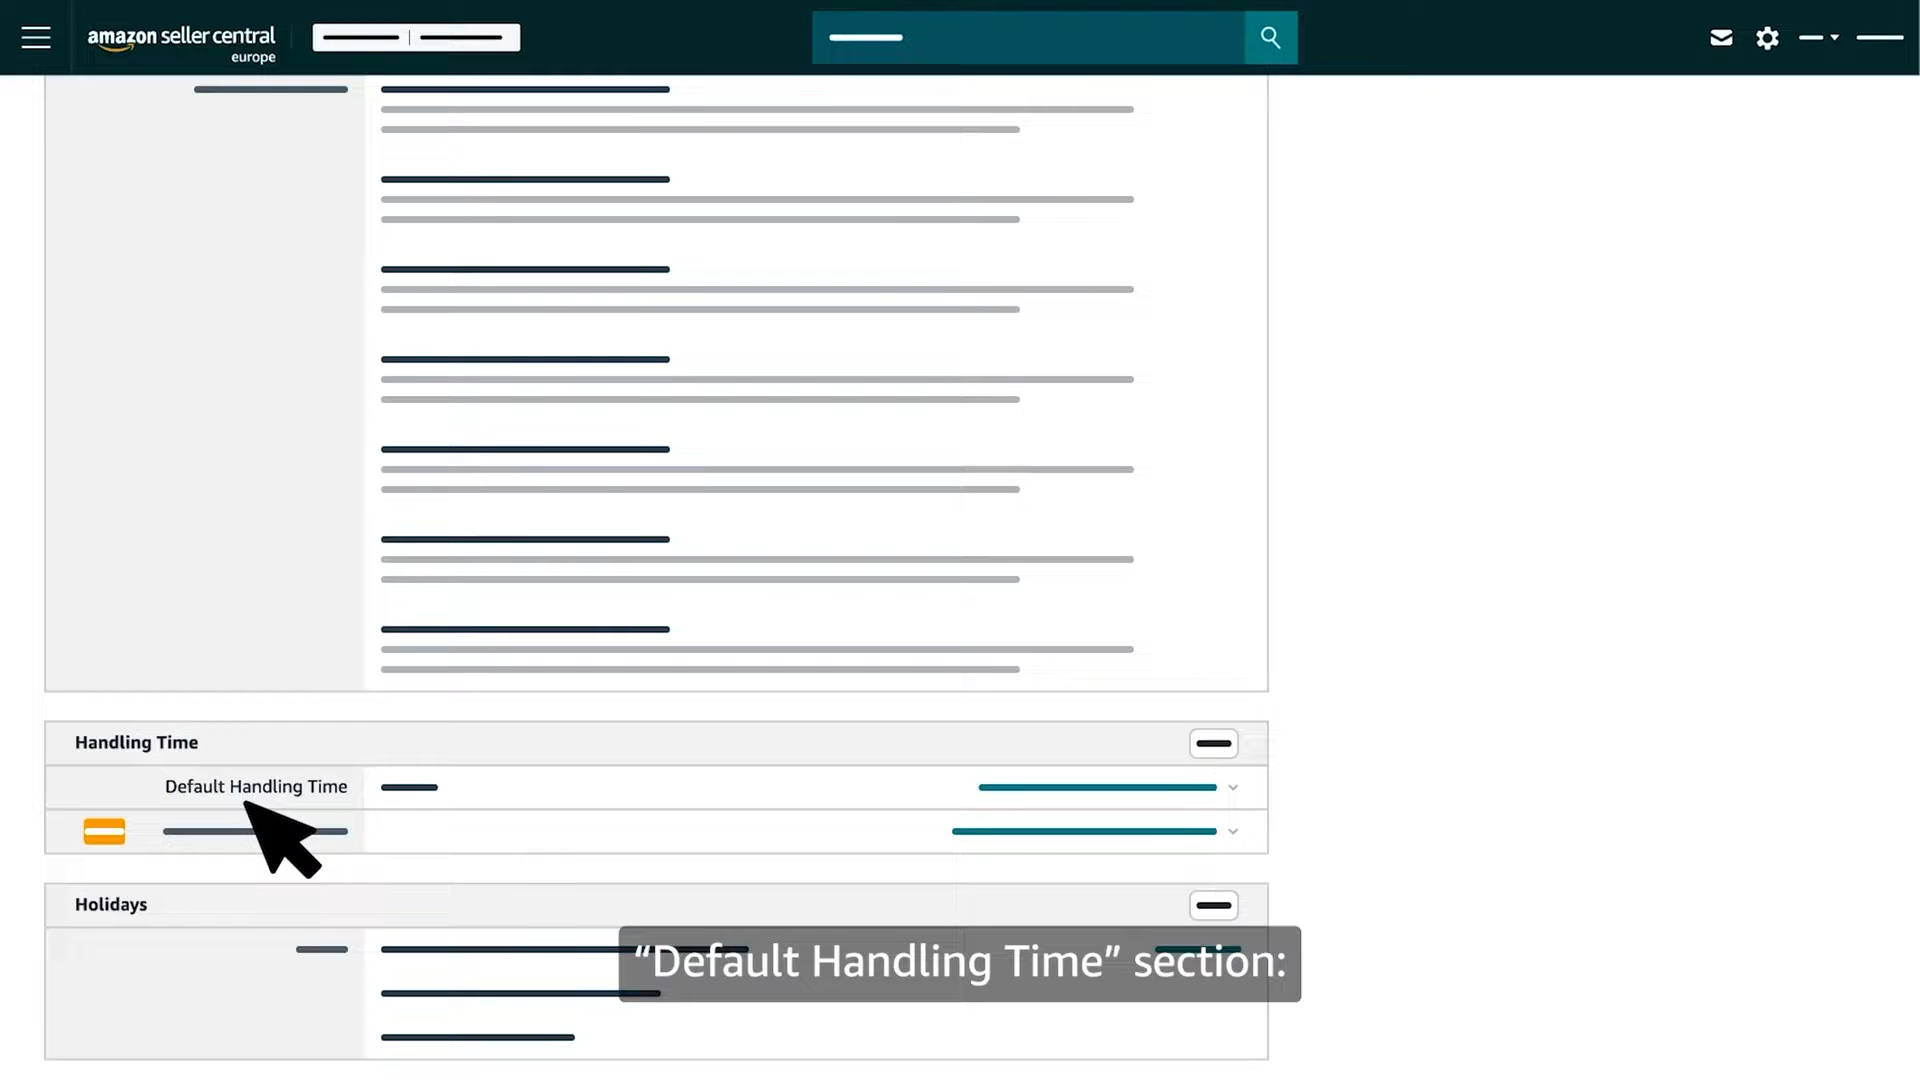 amazon seller central
europe
Handling Time
Default Handling Time
Holidays
“Default Handling Time” section: